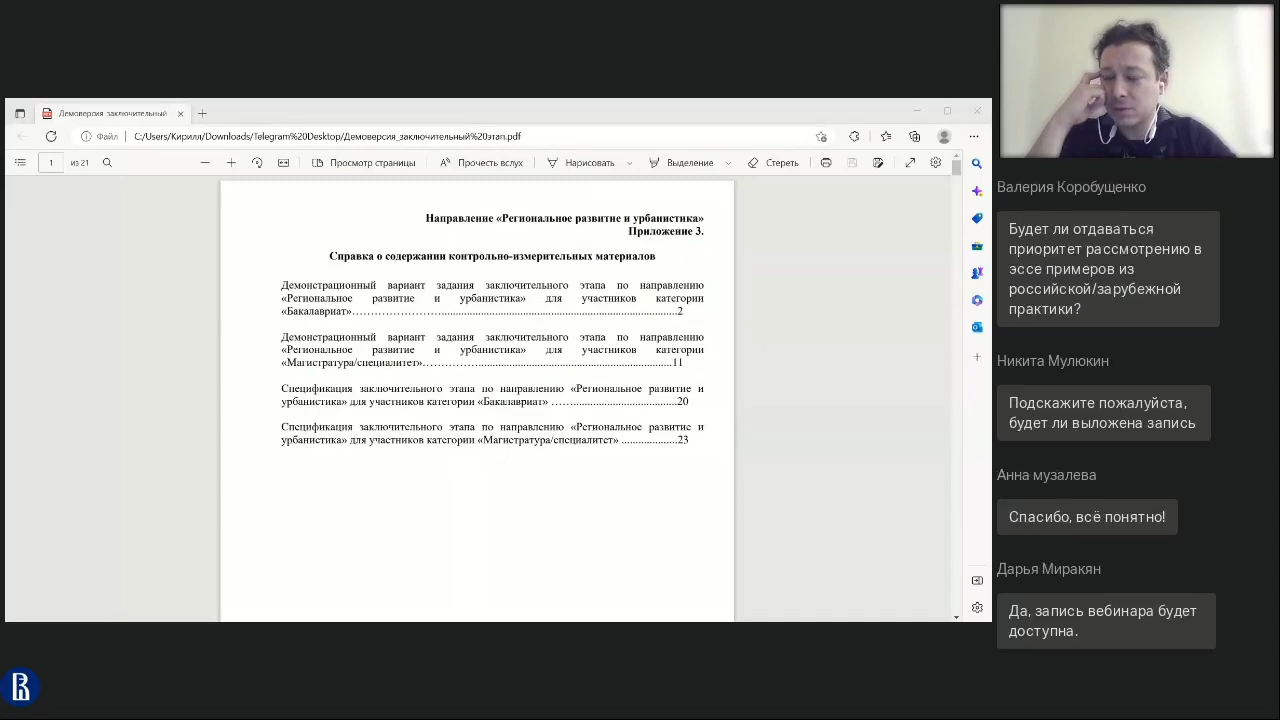 Демоверсия заключительный
Файл
C:/Users/Кирилл/Downloads/Telegram%20Desktop/Демоверсия_заключительный%20этап.pdf
1 из 21
Просмотр страницы
Прочесть вслух
Нарисовать
Выделение
Стереть
Направление «Региональное развитие и урбанистика»
Приложение 3.
Справка о содержании контрольно-измерительных материалов
Демонстрационный вариант задания заключительного этапа по направлению
«Региональное развитие и урбанистика» для участников категории
«Бакалавриат»……………………...................................................................................2
Демонстрационный вариант задания заключительного этапа по направлению
«Региональное развитие и урбанистика» для участников категории
«Магистратура/специалитет»……………......................................................................11
Спецификация заключительного этапа по направлению «Региональное развитие и
урбанистика» для участников категории «Бакалавриат» …….....................................20
Спецификация заключительного этапа по направлению «Региональное развитие и
урбанистика» для участников категории «Магистратура/специалитет» ....................23
Валерия Коробущенко
Будет ли отдаваться
приоритет рассмотрению в
эссе примеров из
российской/зарубежной
практики?
Никита Мулюкин
Подскажите пожалуйста,
будет ли выложена запись
Анна музалева
Спасибо, всё понятно!
Дарья Миракян
Да, запись вебинара будет
доступна.